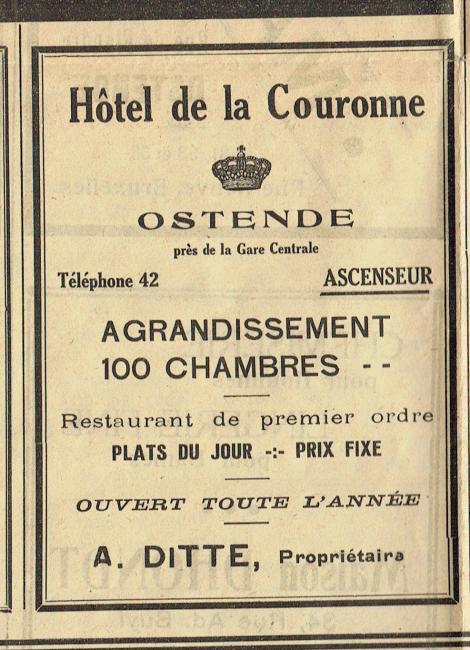 Hôtel de la Couronne
OSTENDE
près de la Gare Centrale
Téléphone 42 ASCENSEUR
AGRANDISSEMENT
100 CHAMBRES - -
Restaurant de premier ordre
PLATS DU JOUR -:- PRIX FIXE
OUVERT TOUTE L'ANNÉE
A. DITTE, Propriétaire